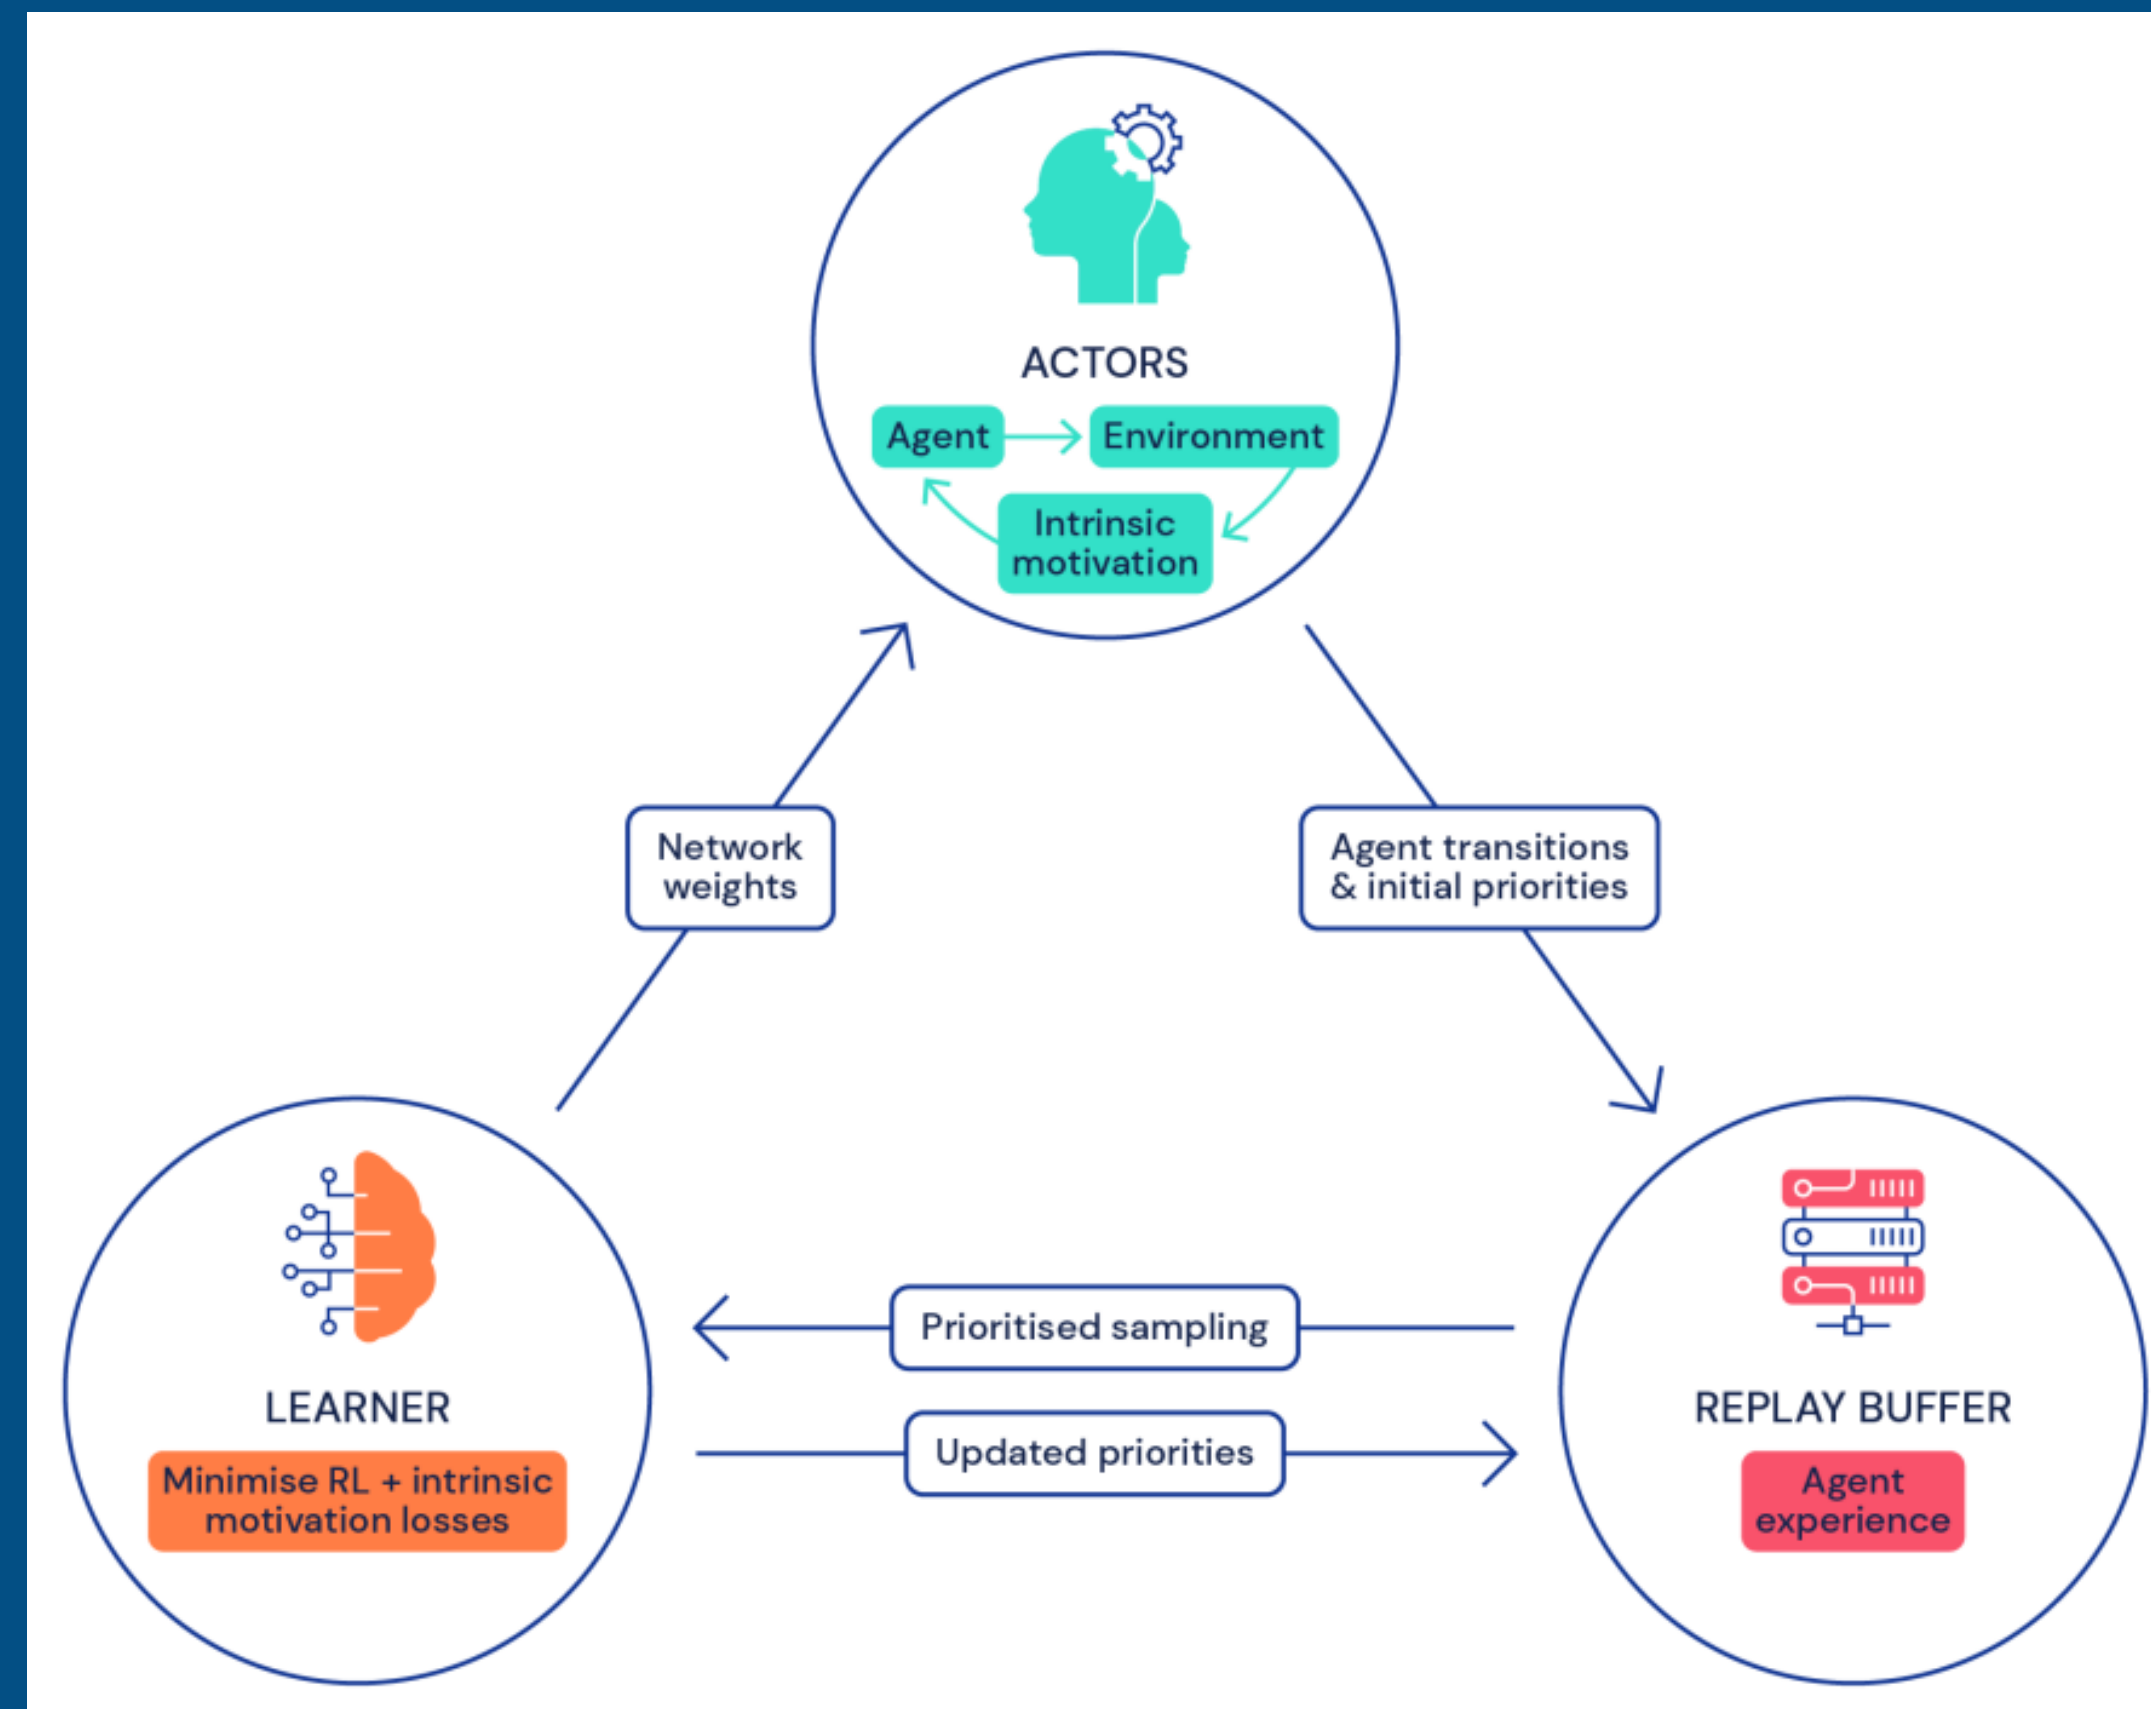 ACTORS
Agent
Environment
Intrinsic
motivation
Network
weights
Agent transitions
& initial priorities
LEARNER
Minimise RL + intrinsic
motivation losses
Prioritised sampling
Updated priorities
REPLAY BUFFER
Agent
experience